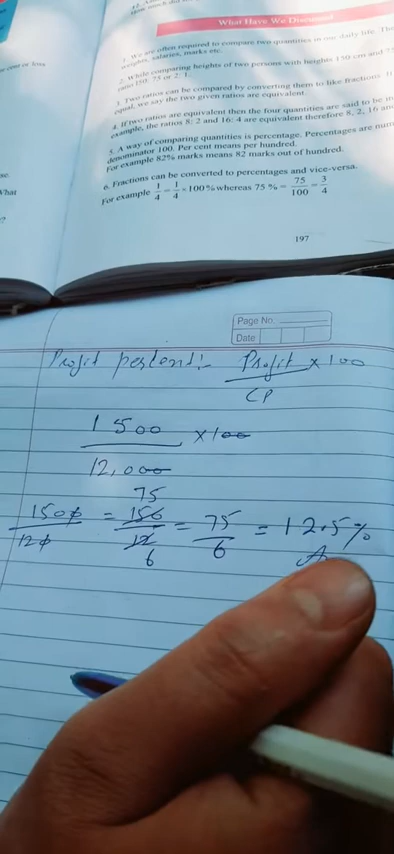 What Have We Discussed
1. We are often required to compare two quantities in our daily life. The
weights, salaries, marks etc.
2. While comparing heights of two persons with heights 150 cm and 75
ratio 150 : 75 or 2 : 1.
3. Two ratios can be compared by converting them to like fractions. If
equal, we say the two given ratios are equivalent.
4. If two ratios are equivalent then the four quantities are said to be in
example, the ratios 8: 2 and 16: 4 are equivalent therefore 8, 2, 16 an
5. A way of comparing quantities is percentage. Percentages are num
denominator 100. Per cent means per hundred.
For example 82% marks means 82 marks out of hundred.
6. Fractions can be converted to percentages and vice-versa.
For example 1/4 = 1/4 × 100% whereas 75 % = 75/100 = 3/4
197
se.
What
?
Page No.
Date
Profit percent:- Profit/CP × 100
1500/12,000 × 100
1500/120 = 150/12 = 75/6 = 12.5%